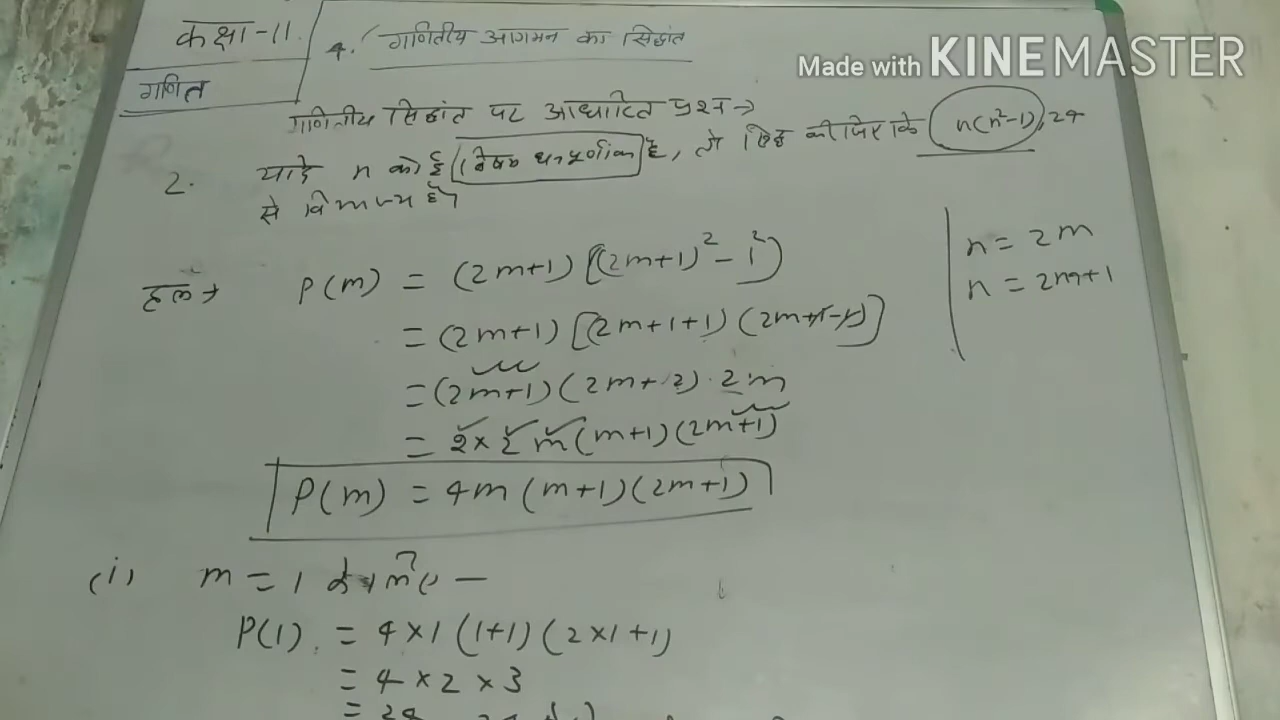 कक्षा-11.
गणित
4. गणितीय आगमन का सिद्धांत
Made with KINEMASTER
गणितीय सिद्धांत पर आधारित प्रश्न→
2. यदि n कोई विषम धनपूर्णांक है, तो सिद्ध कीजिए कि n(n²-1), 24
से विभाज्य है।
हल→ P(m) = (2m+1)[(2m+1)²-1²]
= (2m+1)[(2m+1+1)(2m+1-1)]
= (2m+1)(2m+2).2m
= 2×2 m(m+1)(2m+1)
P(m) = 4m(m+1)(2m+1)
n = 2m
n = 2m+1
(i) m = 1 —
P(1) = 4×1(1+1)(2×1+1)
= 4×2×3
= 24